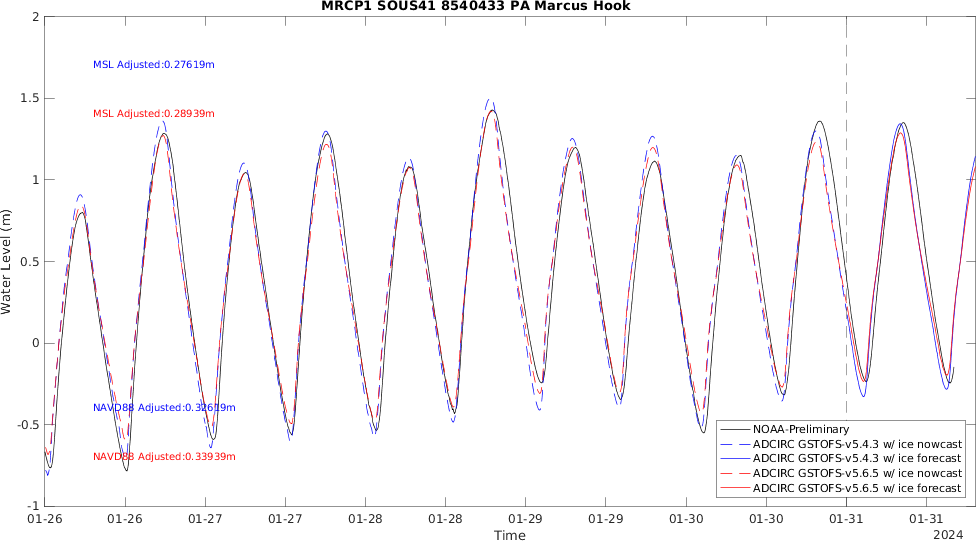 MRCP1 SOUS41 8540433 PA Marcus Hook
2
MSL Adjusted:0.27619m
1.5
MSL Adjusted:0.28939m
1
0.5
Water Level (m)
0
NAVD88 Adjusted:0.32619m
-0.5
NAVD88 Adjusted:0.33939m
NOAA-Preliminary
ADCIRC GSTOFS-v5.4.3 w/ ice nowcast
ADCIRC GSTOFS-v5.4.3 w/ ice forecast
ADCIRC GSTOFS-v5.6.5 w/ ice nowcast
ADCIRC GSTOFS-v5.6.5 w/ ice forecast
-1
01-26 01-26 01-27 01-27 01-28 01-28 01-29 01-29 01-30 01-30 01-31 01-31
Time 2024